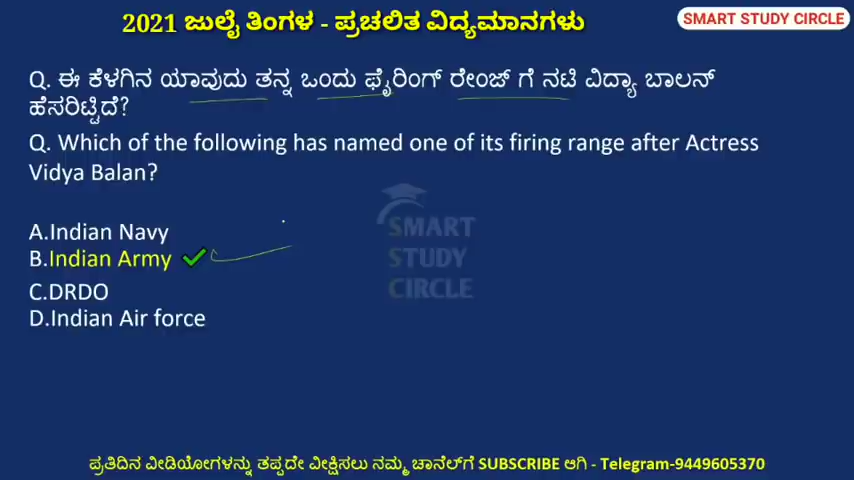 2021 ಜುಲೈ ತಿಂಗಳ - ಪ್ರಚಲಿತ ವಿದ್ಯಮಾನಗಳು
SMART STUDY CIRCLE
Q. ಈ ಕೆಳಗಿನ ಯಾವುದು ತನ್ನ ಒಂದು ಫೈರಿಂಗ್ ರೇಂಜ್ ಗೆ ನಟಿ ವಿದ್ಯಾ ಬಾಲನ್
ಹೆಸರಿಟ್ಟಿದೆ?
Q. Which of the following has named one of its firing range after Actress
Vidya Balan?
A.Indian Navy
B.Indian Army
C.DRDO
D.Indian Air force
SMART
STUDY
CIRCLE
ಪ್ರತಿದಿನ ವೀಡಿಯೋಗಳನ್ನು ತಪ್ಪದೇ ವೀಕ್ಷಿಸಲು ನಮ್ಮ ಚಾನೆಲ್‌ಗೆ SUBSCRIBE ಆಗಿ - Telegram-9449605370